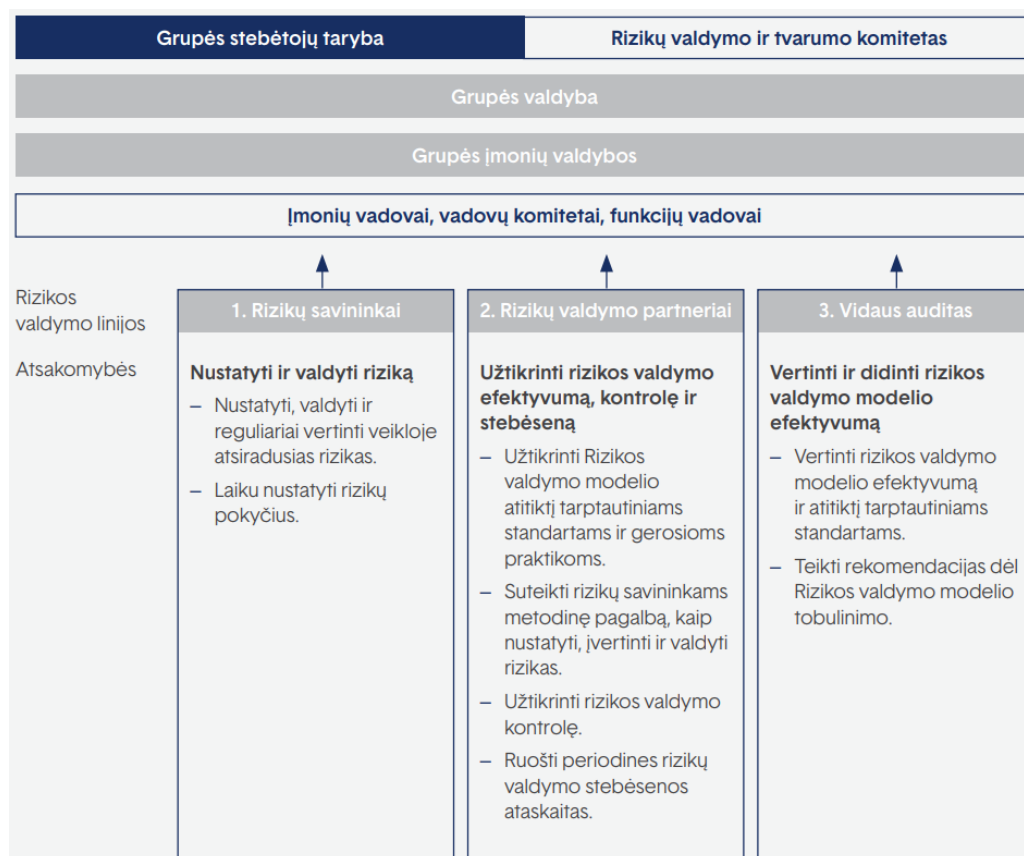 Grupės stebėtojų taryba
Rizikų valdymo ir tvarumo komitetas
Grupės valdyba
Grupės įmonių valdybos
Įmonių vadovai, vadovų komitetai, funkcijų vadovai
Rizikos
valdymo linijos
1. Rizikų savininkai
2. Rizikų valdymo partneriai
3. Vidaus auditas
Atsakomybės
Nustatyti ir valdyti riziką
– Nustatyti, valdyti ir
reguliariai vertinti veikloje
atsiradusias rizikas.
– Laiku nustatyti rizikų
pokyčius.
Užtikrinti rizikos valdymo
efektyvumą, kontrolę ir
stebėseną
– Užtikrinti Rizikos
valdymo modelio
atitiktį tarptautiniams
standartams ir gerosioms
praktikoms.
– Suteikti rizikų savininkams
metodinę pagalbą, kaip
nustatyti, įvertinti ir valdyti
rizikas.
– Užtikrinti rizikos valdymo
kontrolę.
– Ruošti periodines rizikų
valdymo stebėsenos
ataskaitas.
Vertinti ir didinti rizikos
valdymo modelio
efektyvumą
– Vertinti rizikos valdymo
modelio efektyvumą
ir atitiktį tarptautiniams
standartams.
– Teikti rekomendacijas dėl
Rizikos valdymo modelio
tobulinimo.